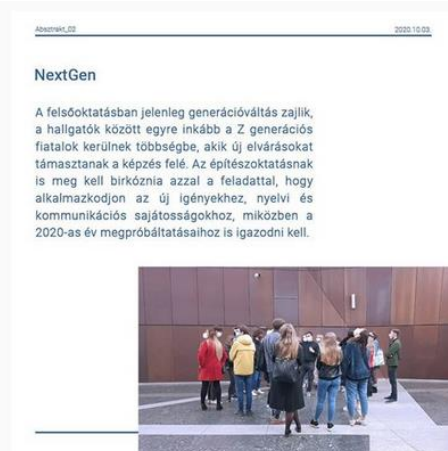 Absztrakt_02
2020.10.03.
NextGen
A felsőoktatásban jelenleg generációváltás zajlik,
a hallgatók között egyre inkább a Z generációs
fiatalok kerülnek többségbe, akik új elvárásokat
támasztanak a képzés felé. Az építészoktatásnak
is meg kell birkóznia azzal a feladattal, hogy
alkalmazkodjon az új igényekhez, nyelvi és
kommunikációs sajátosságokhoz, miközben a
2020-as év megpróbáltatásaihoz is igazodni kell.